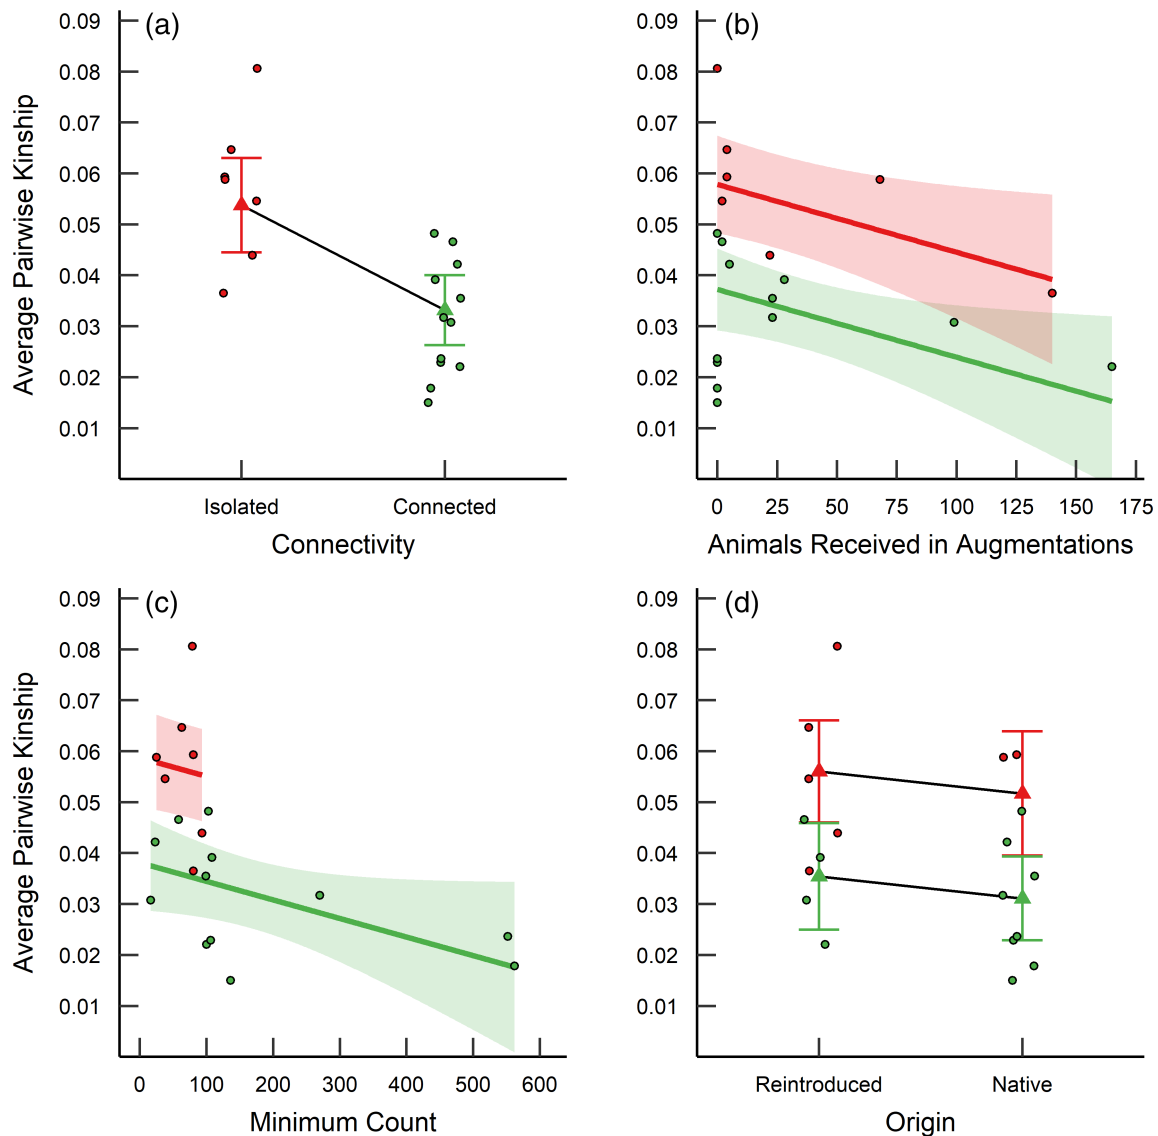 (a)
0.09
0.08
0.07
0.06
0.05
0.04
0.03
0.02
0.01
Average Pairwise Kinship
Isolated Connected
Connectivity
(b)
0.09
0.08
0.07
0.06
0.05
0.04
0.03
0.02
0.01
0 25 50 75 100 125 150 175
Animals Received in Augmentations
(c)
0.09
0.08
0.07
0.06
0.05
0.04
0.03
0.02
0.01
Average Pairwise Kinship
0 100 200 300 400 500 600
Minimum Count
(d)
0.09
0.08
0.07
0.06
0.05
0.04
0.03
0.02
0.01
Reintroduced Native
Origin